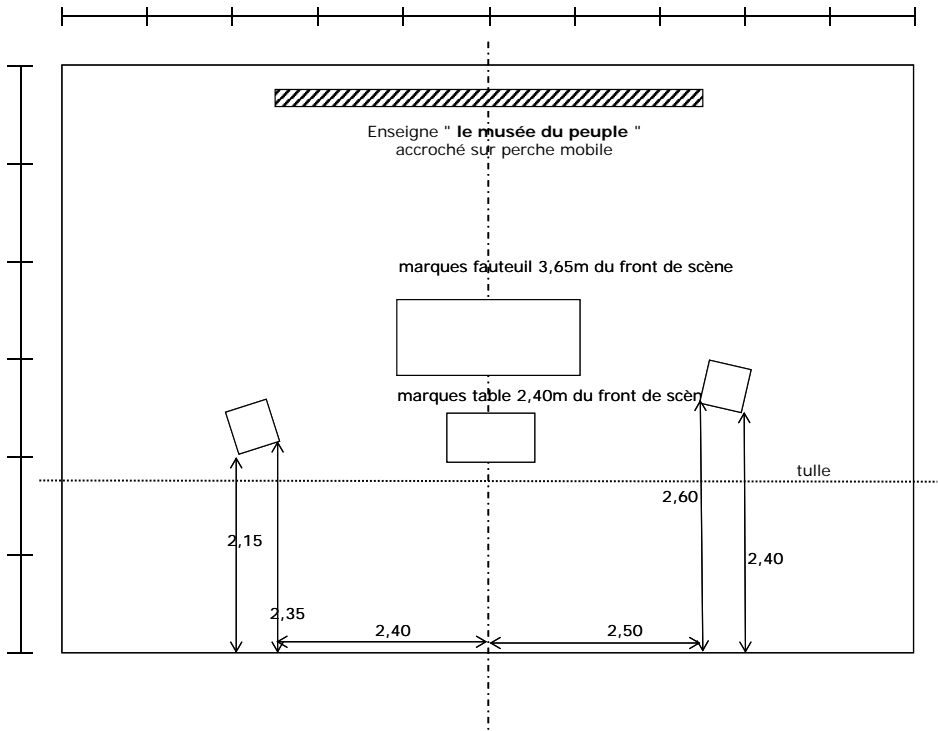 Enseigne " le musée du peuple "
accroché sur perche mobile
marques fauteuil 3,65m du front de scène
marques table 2,40m du front de scèn
tulle
2,60
2,15
2,40
2,35
2,40
2,50